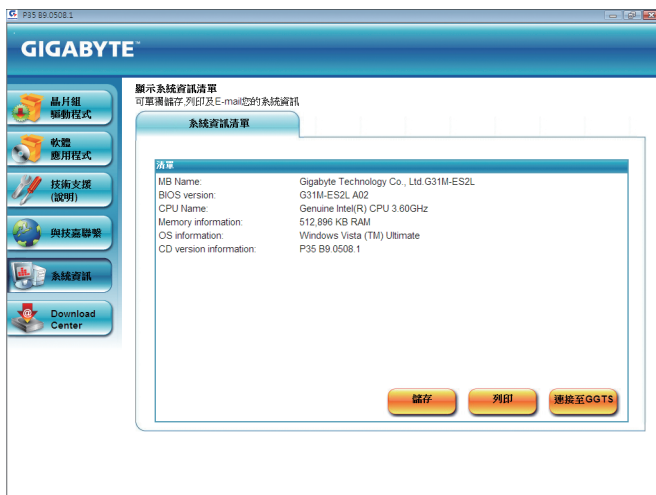 P35 B9.0508.1
GIGABYTE™
晶片組
驅動程式
軟體
應用程式
技術支援
(說明)
與技嘉聯繫
系統資訊
Download
Center
顯示系統資訊清單
可單獨儲存,列印及E-mail您的系統資訊
系統資訊清單
清單
MB Name: Gigabyte Technology Co., Ltd.G31M-ES2L
BIOS version: G31M-ES2L A02
CPU Name: Genuine Intel(R) CPU 3.60GHz
Memory information: 512,896 KB RAM
OS information: Windows Vista (TM) Ultimate
CD version information: P35 B9.0508.1
儲存 列印 連接至GGTS